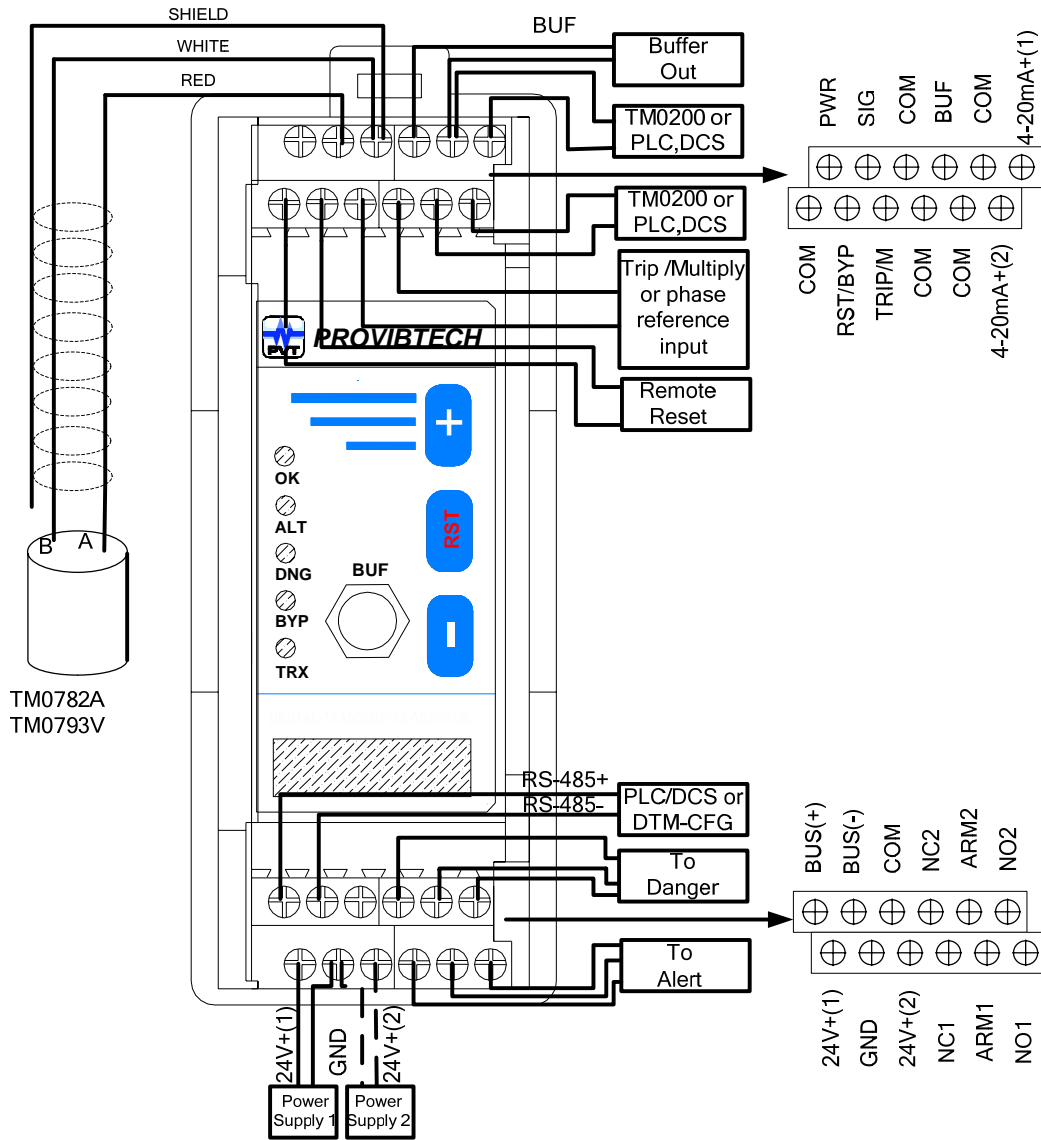 SHIELD
WHITE
RED
BUF
Buffer
Out
TM0200 or
PLC,DCS
TM0200 or
PLC,DCS
Trip /Multiply
or phase
reference
input
Remote
Reset
PWR
SIG
COM
BUF
COM
4-20mA+(1)
COM
RST/BYP
TRIP/M
COM
COM
4-20mA+(2)
PVT
PROVIBTECH
+
RST
-
OK
ALT
DNG
BYP
TRX
BUF
B
A
TM0782A
TM0793V
RS-485+
RS-485-
PLC/DCS or
DTM-CFG
To
Danger
To
Alert
BUS(+)
BUS(-)
COM
NC2
ARM2
NO2
24V+(1)
GND
24V+(2)
NC1
ARM1
NO1
24V+(1)
GND
24V+(2)
Power
Supply 1
Power
Supply 2